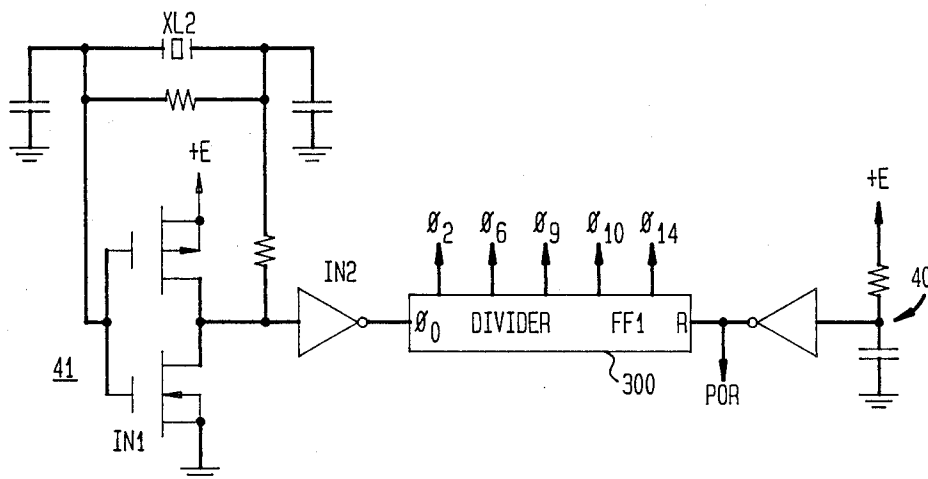 XL2
+E
+E
Ø2 Ø6 Ø9 Ø10 Ø14
40
IN2
Ø0 DIVIDER FF1 R
41
300
POR
IN1